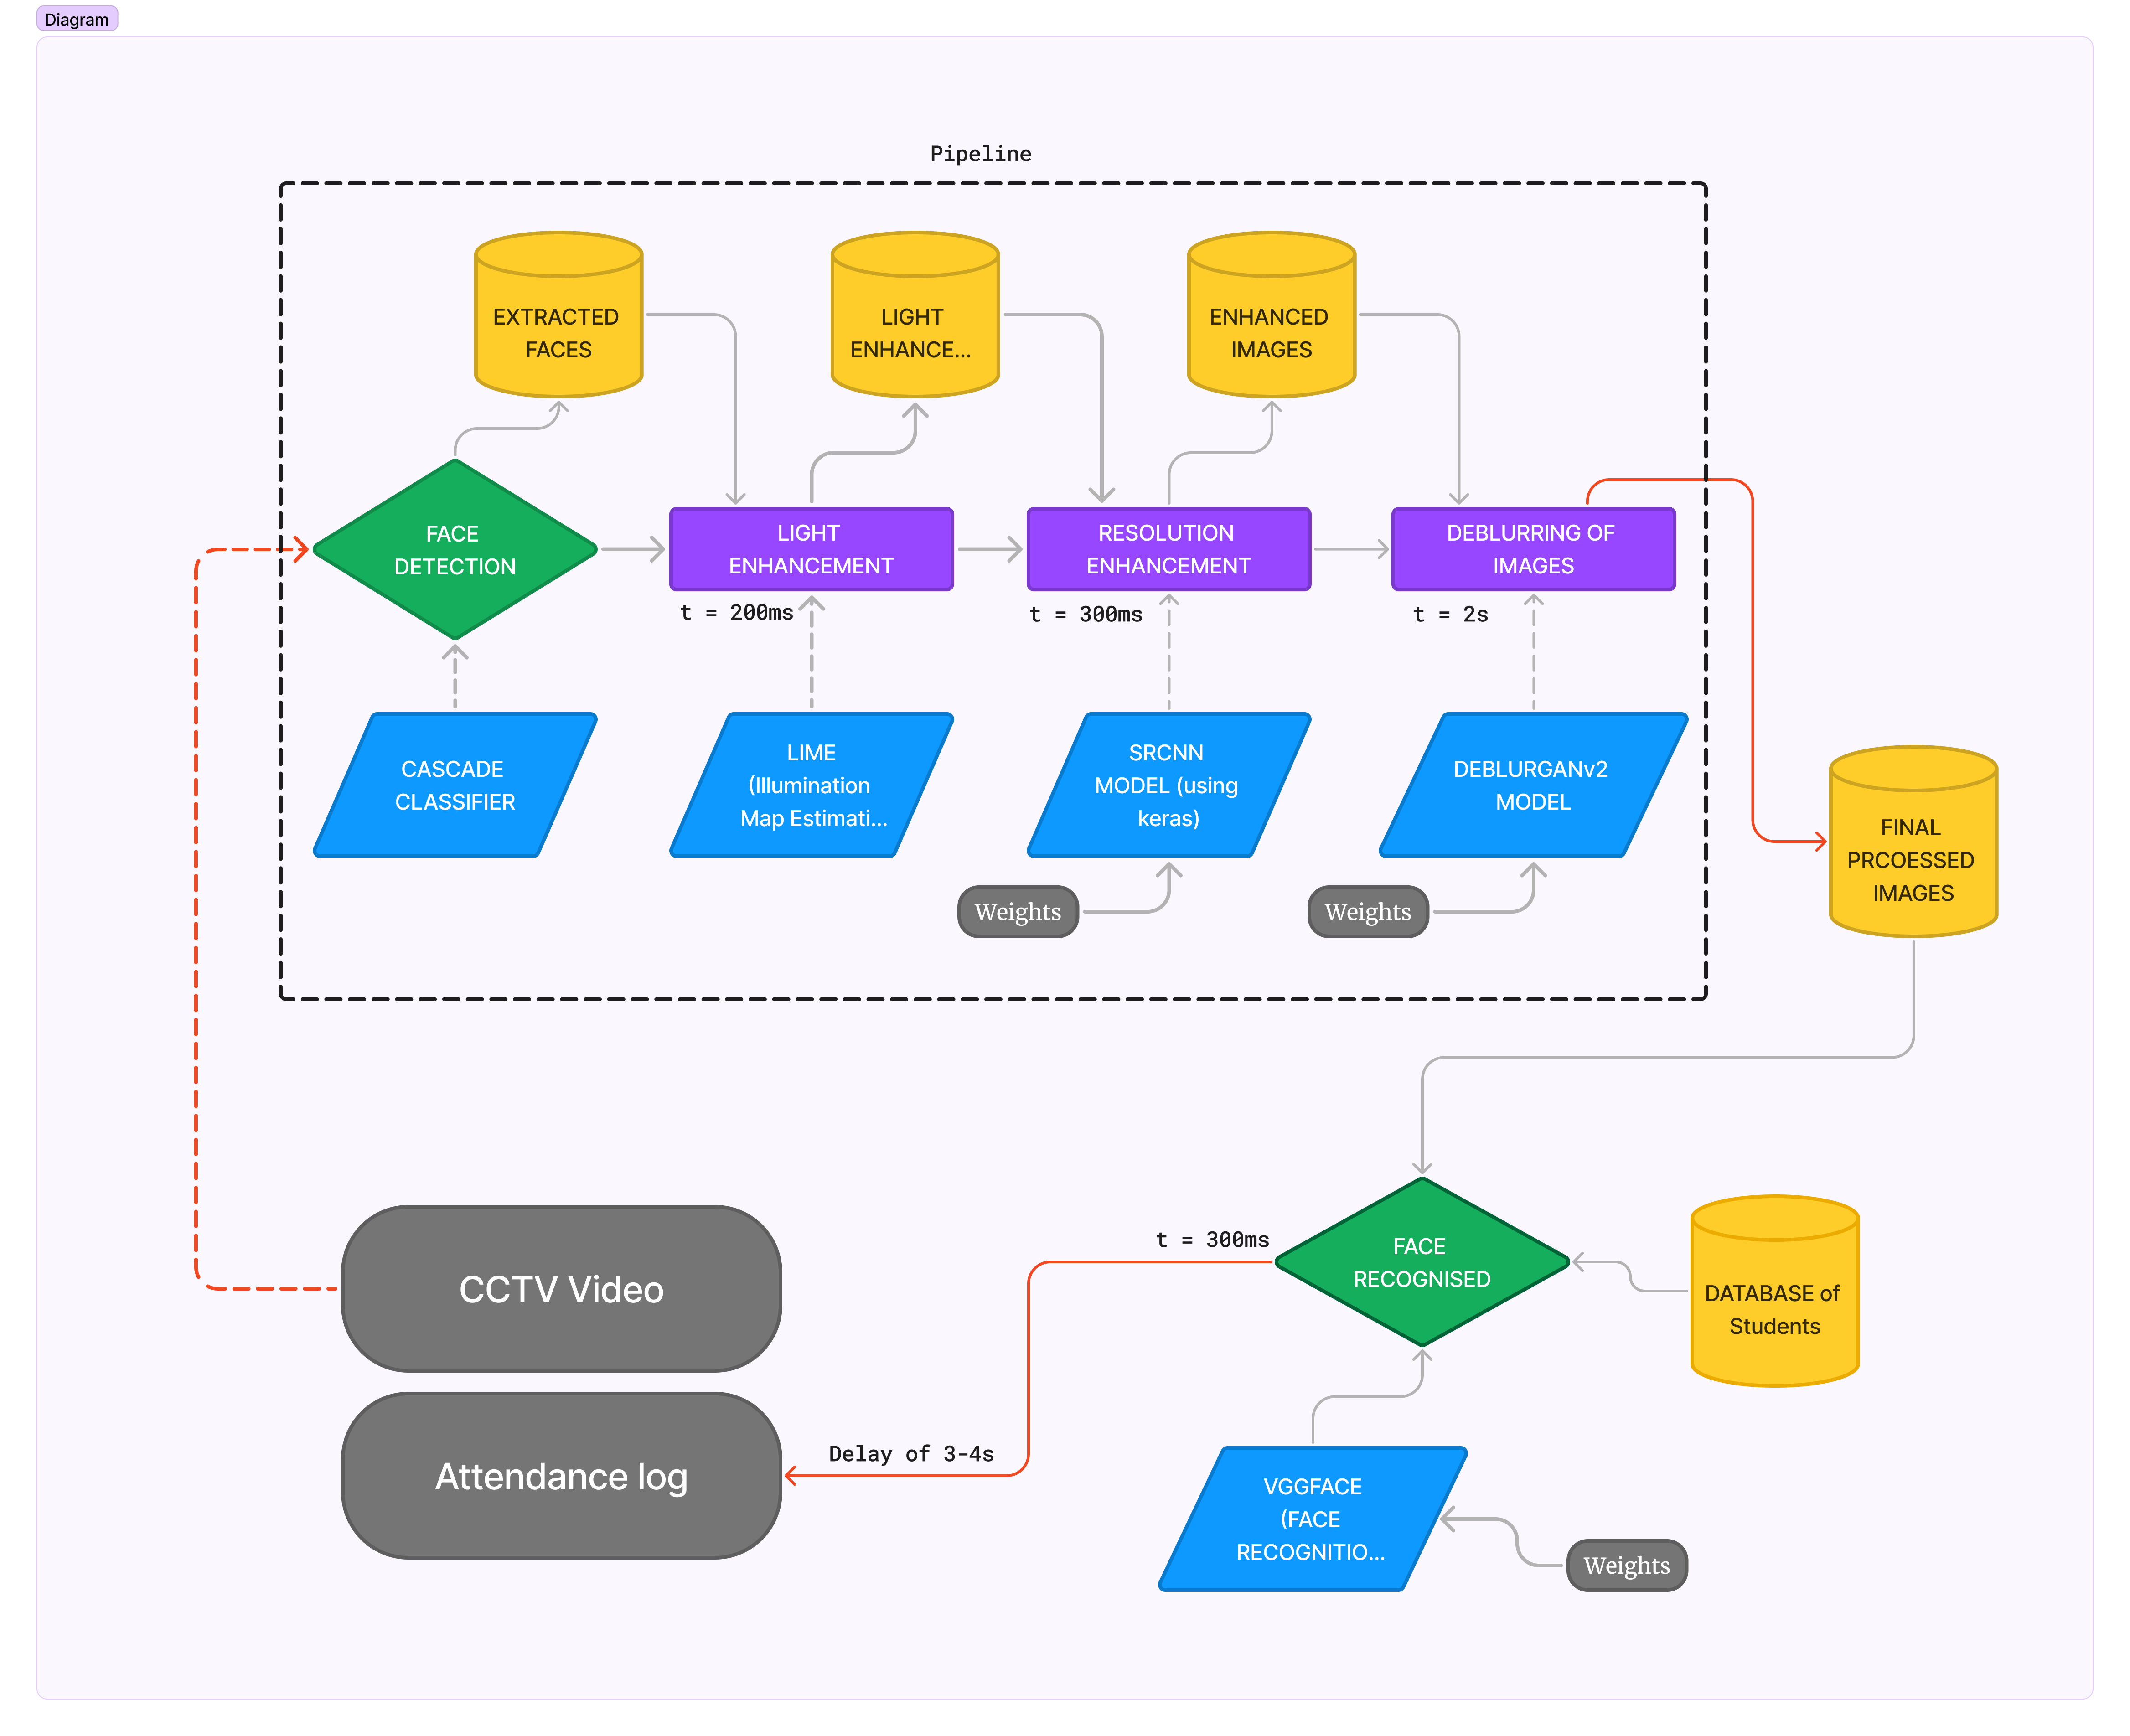 Diagram
Pipeline
EXTRACTED
FACES
LIGHT
ENHANCE...
ENHANCED
IMAGES
FACE
DETECTION
LIGHT
ENHANCEMENT
RESOLUTION
ENHANCEMENT
DEBLURRING OF
IMAGES
t = 200ms
t = 300ms
t = 2s
CASCADE
CLASSIFIER
LIME
(Illumination
Map Estimati...
SRCNN
MODEL (using
keras)
DEBLURGANv2
MODEL
Weights
Weights
FINAL
PRCOESSED
IMAGES
CCTV Video
t = 300ms
FACE
RECOGNISED
DATABASE of
Students
Attendance log
Delay of 3-4s
VGGFACE
(FACE
RECOGNITIO...
Weights